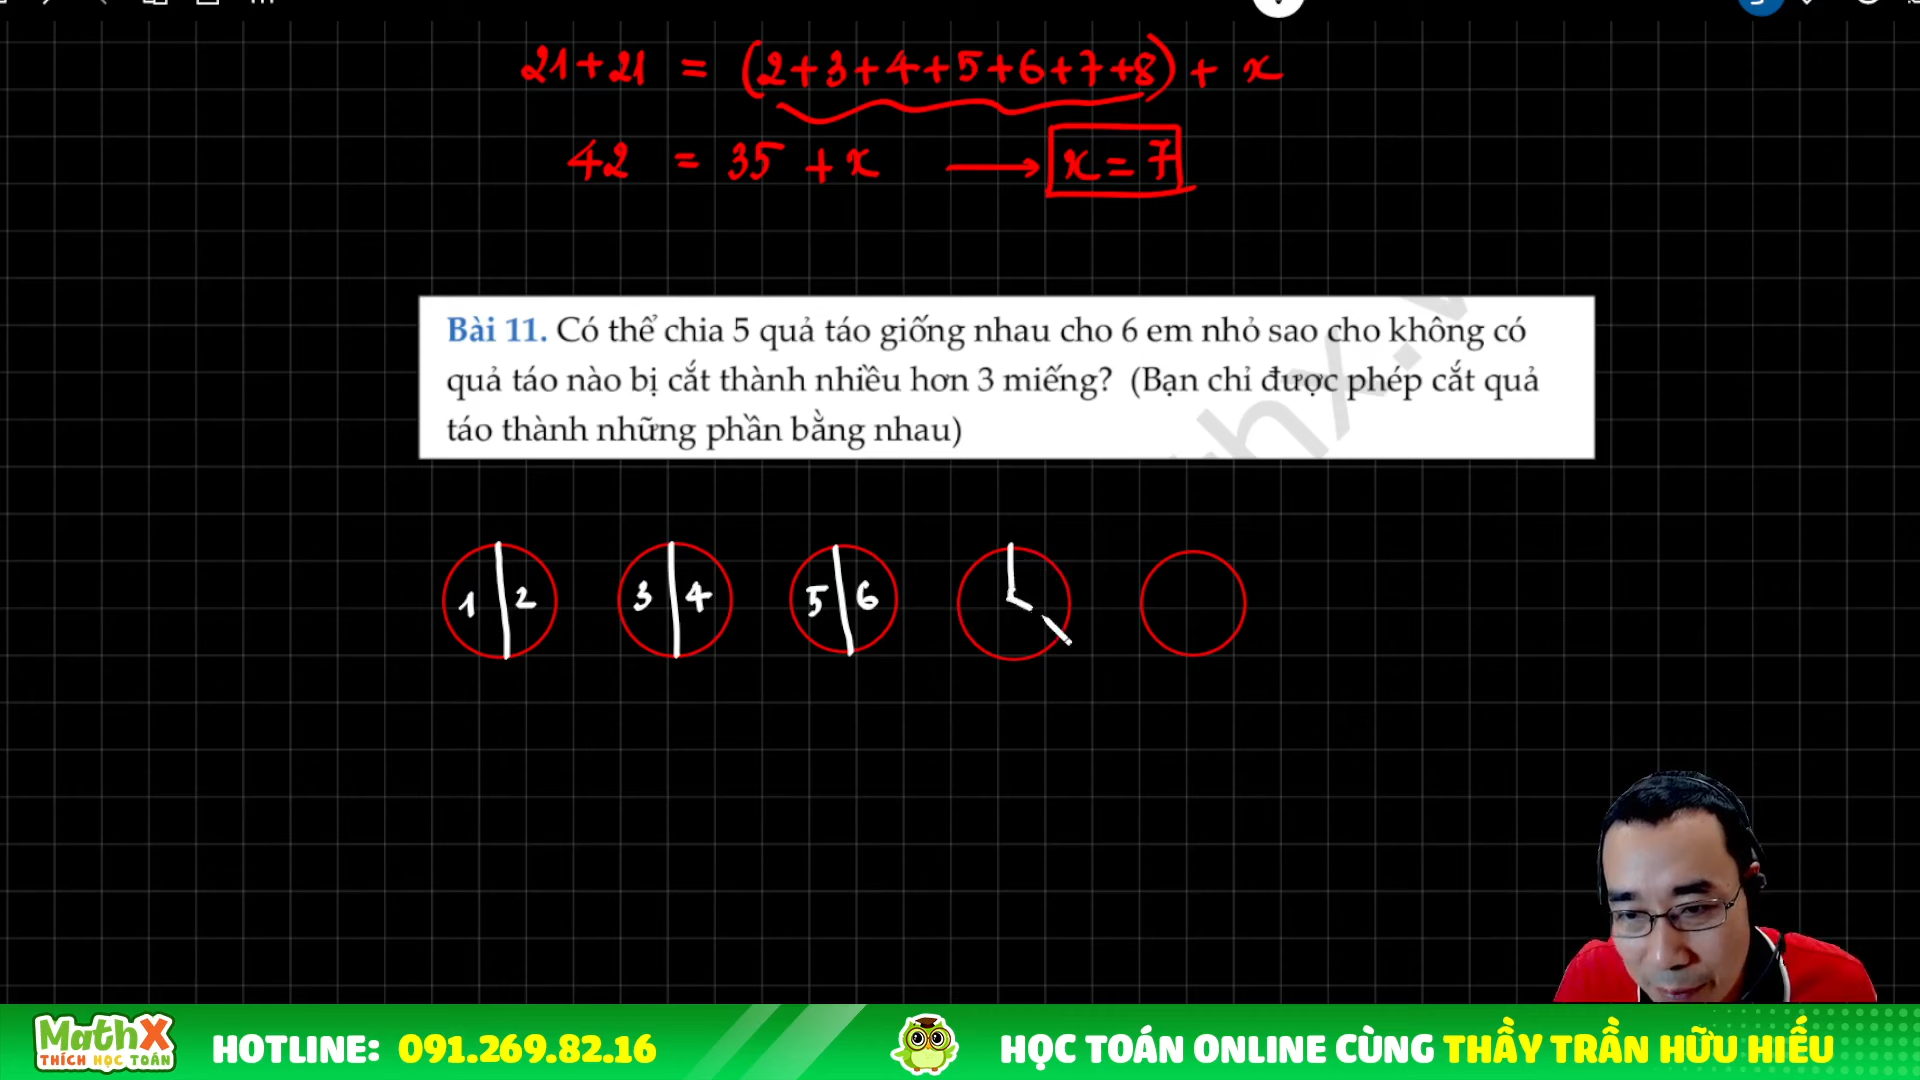 21+21 = (2+3+4+5+6+7+8) + x
42 = 35 + x → x = 7
Bài 11. Có thể chia 5 quả táo giống nhau cho 6 em nhỏ sao cho không có
quả táo nào bị cắt thành nhiều hơn 3 miếng? (Bạn chỉ được phép cắt quả
táo thành những phần bằng nhau)
1 2 3 4 5 6
MathX
THÍCH HỌC TOÁN
HOTLINE: 091.269.82.16
HỌC TOÁN ONLINE CÙNG THẦY TRẦN HỮU HIẾU